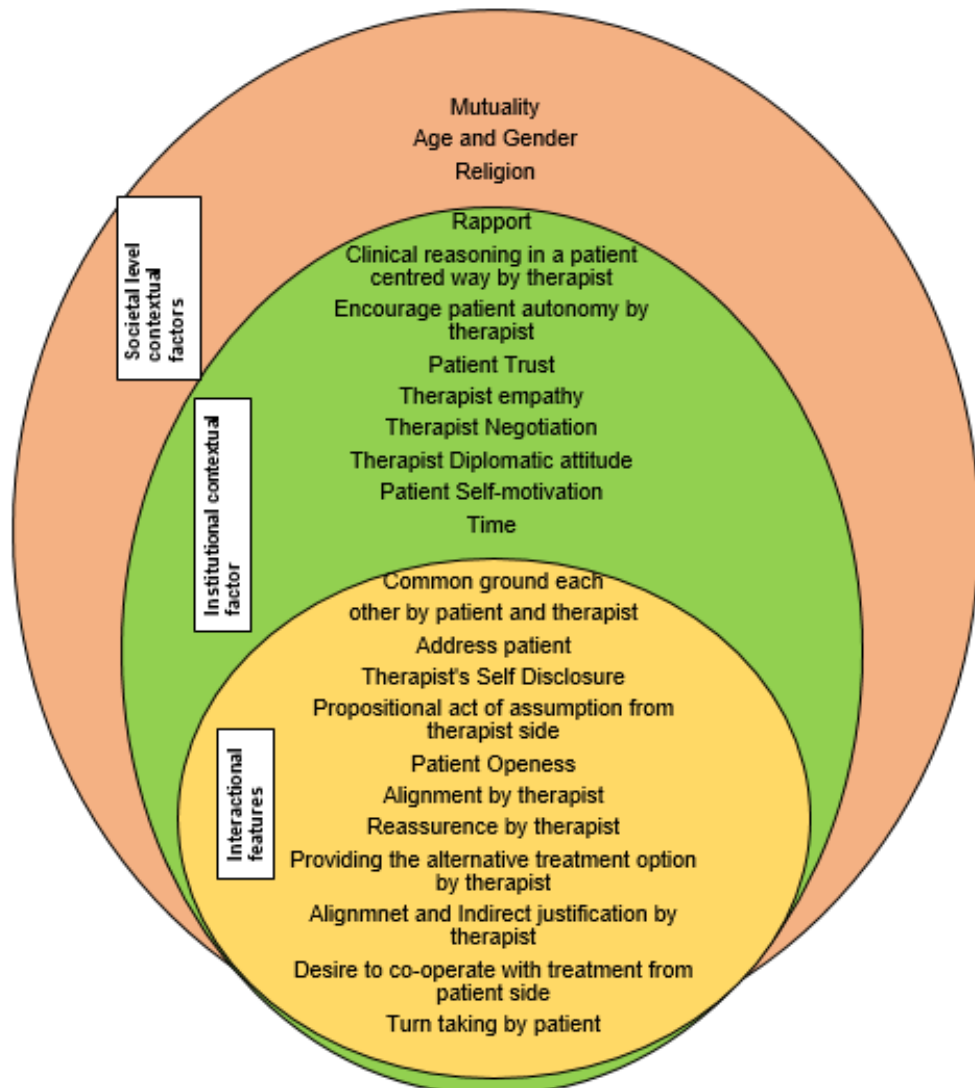 Mutuality
Age and Gender
Religion
Societal level
contextual
factors
Rapport
Clinical reasoning in a patient
centred way by therapist
Encourage patient autonomy by
therapist
Patient Trust
Therapist empathy
Therapist Negotiation
Therapist Diplomatic attitude
Patient Self-motivation
Time
Institutional contextual
factor
Common ground each
other by patient and therapist
Address patient
Therapist's Self Disclosure
Propositional act of assumption from
therapist side
Patient Openess
Alignment by therapist
Reassurence by therapist
Providing the alternative treatment option
by therapist
Alignmnet and Indirect justification by
therapist
Desire to co-operate with treatment from
patient side
Turn taking by patient
Interactional
features